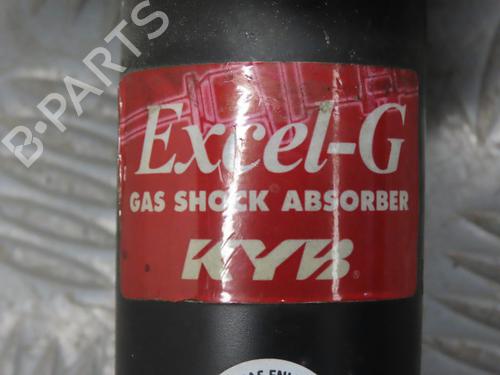 B-PARTS
Excel-G
GAS SHOCK ABSORBER
KYB®